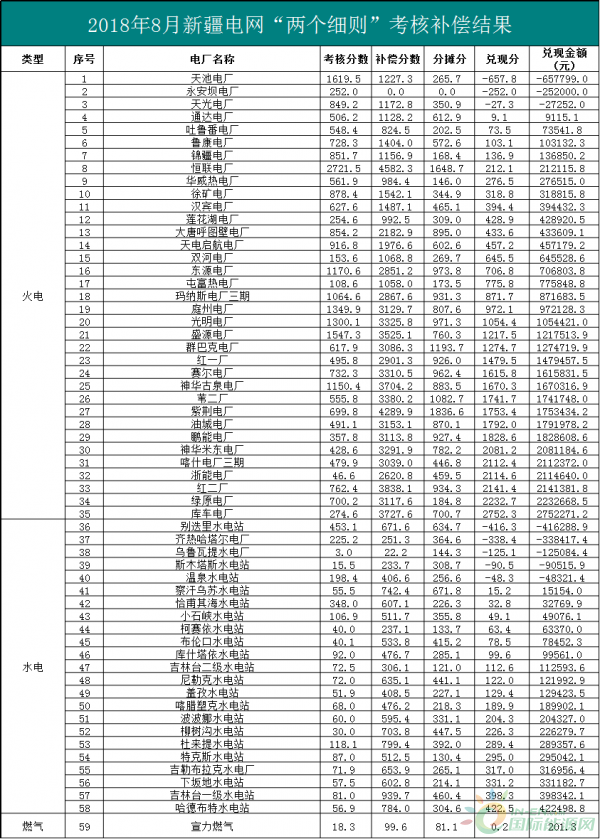 2018年8月新疆电网“两个细则”考核补偿结果
类型 序号 电厂名称 考核分数 补偿分数 分摊分 兑现分 兑现金额（元）
火电
1 天池电厂 1619.5 1227.3 265.7 -657.8 -657799.0
2 永安坝电厂 252.0 0.0 0.0 -252.0 -252000.0
3 天光电厂 849.2 1172.8 350.9 -27.3 -27252.0
4 通达电厂 506.2 1128.2 612.9 9.1 9115.1
5 吐鲁番电厂 548.4 824.5 202.5 73.5 73541.8
6 鲁康电厂 728.3 1404.0 572.6 103.1 103132.3
7 锦疆电厂 851.7 1156.9 168.4 136.9 136850.2
8 恒联电厂 2721.5 4582.3 1648.7 212.1 212115.8
9 华威热电厂 561.9 984.4 146.0 276.5 276515.0
10 徐矿电厂 878.4 1542.1 344.9 318.8 318815.8
11 汉宾电厂 627.6 1487.1 465.1 394.4 394432.3
12 莲花湖电厂 254.6 992.5 309.0 428.9 428920.5
13 大唐呼图壁电厂 854.2 2182.9 895.0 433.6 433609.1
14 天电启航电厂 916.8 1976.6 602.6 457.2 457179.2
15 双河电厂 153.6 1068.8 269.7 645.5 645528.6
16 东源电厂 1170.6 2851.2 973.8 706.8 706803.8
17 屯富热电厂 108.6 1058.0 173.5 775.8 775848.8
18 玛纳斯电厂三期 1064.6 2867.6 931.3 871.7 871683.5
19 庭州电厂 1349.9 3129.7 807.6 972.1 972128.3
20 光明电厂 1300.1 3325.8 971.3 1054.4 1054421.0
21 盛源电厂 1547.3 3525.1 760.3 1217.5 1217513.9
22 群巴克电厂 617.9 3086.3 1193.7 1274.7 1274719.9
23 红一厂 495.8 2901.3 926.0 1479.5 1479457.5
24 赛尔电厂 732.3 3310.5 962.4 1615.8 1615831.5
25 神华古泉电厂 1150.4 3704.2 883.5 1670.3 1670316.9
26 苇二厂 555.8 3380.2 1082.7 1741.7 1741748.0
27 紫荆电厂 699.8 4289.9 1836.6 1753.4 1753434.2
28 油城电厂 491.1 3153.1 870.1 1792.0 1791978.2
29 鹏能电厂 357.8 3113.8 927.4 1828.6 1828608.6
30 神华米东电厂 428.6 3291.9 782.2 2081.2 2081184.6
31 喀什电厂三期 479.9 3039.0 446.8 2112.4 2112372.0
32 浙能电厂 46.6 2620.8 459.5 2114.6 2114640.0
33 红二厂 762.4 3838.1 934.3 2141.4 2141381.8
34 绿原电厂 700.2 3117.6 184.8 2232.7 2232668.5
35 库车电厂 274.6 3727.6 700.7 2752.3 2752271.2
水电
36 别迭里水电站 453.1 671.6 634.7 -416.3 -416288.9
37 齐热哈塔尔电厂 225.2 251.3 364.6 -338.4 -338417.4
38 乌鲁瓦提水电厂 3.0 22.2 144.3 -125.1 -125084.4
39 斯木塔斯水电站 15.5 233.7 308.7 -90.5 -90515.9
40 温泉水电站 198.4 406.6 256.6 -48.3 -48321.4
41 察汗乌苏水电站 55.5 742.4 671.8 15.2 15154.0
42 恰甫其海水电站 348.0 607.1 226.3 32.8 32769.9
43 小石峡水电站 106.9 511.7 355.8 49.1 49076.1
44 柯赛依水电站 40.0 237.1 133.7 63.4 63370.0
45 布伦口水电站 40.1 533.8 415.2 78.5 78452.3
46 库什塔依水电站 92.0 476.7 285.1 99.6 99561.0
47 吉林台二级水电站 72.5 306.1 121.0 112.6 112593.6
48 尼勒克水电站 72.0 635.1 441.1 122.0 121992.9
49 盖孜水电站 51.9 408.5 227.1 129.4 129423.5
50 喀腊塑克水电站 68.0 476.2 218.3 189.9 189902.1
51 波波娜水电站 60.0 595.4 331.1 204.3 204327.0
52 柳树沟水电站 30.0 703.8 447.5 226.3 226279.7
53 杜来提水电站 118.1 799.4 392.0 289.4 289357.6
54 特克斯水电站 87.0 512.5 130.4 295.0 295042.1
55 吉勒布拉克水电厂 71.9 653.9 265.1 317.0 316956.4
56 下坂地水电站 57.5 602.8 214.1 331.2 331182.7
57 吉林台一级水电站 81.0 939.7 460.4 398.3 398342.1
58 哈德布特水电站 56.9 784.0 304.6 422.5 422498.8
燃气 59 宣力燃气 18.3 99.6 81.1 0.2 201.3
国际能源网